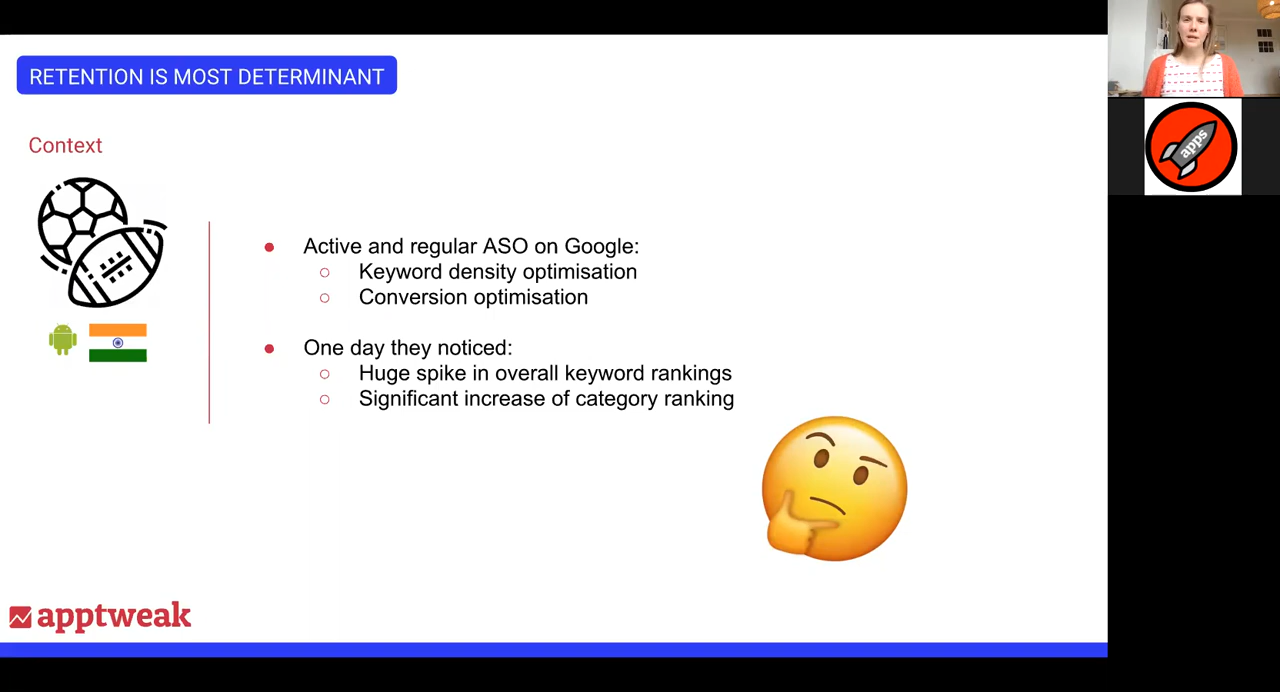 RETENTION IS MOST DETERMINANT
Context
Active and regular ASO on Google:
Keyword density optimisation
Conversion optimisation
One day they noticed:
Huge spike in overall keyword rankings
Significant increase of category ranking
apptweak
apps